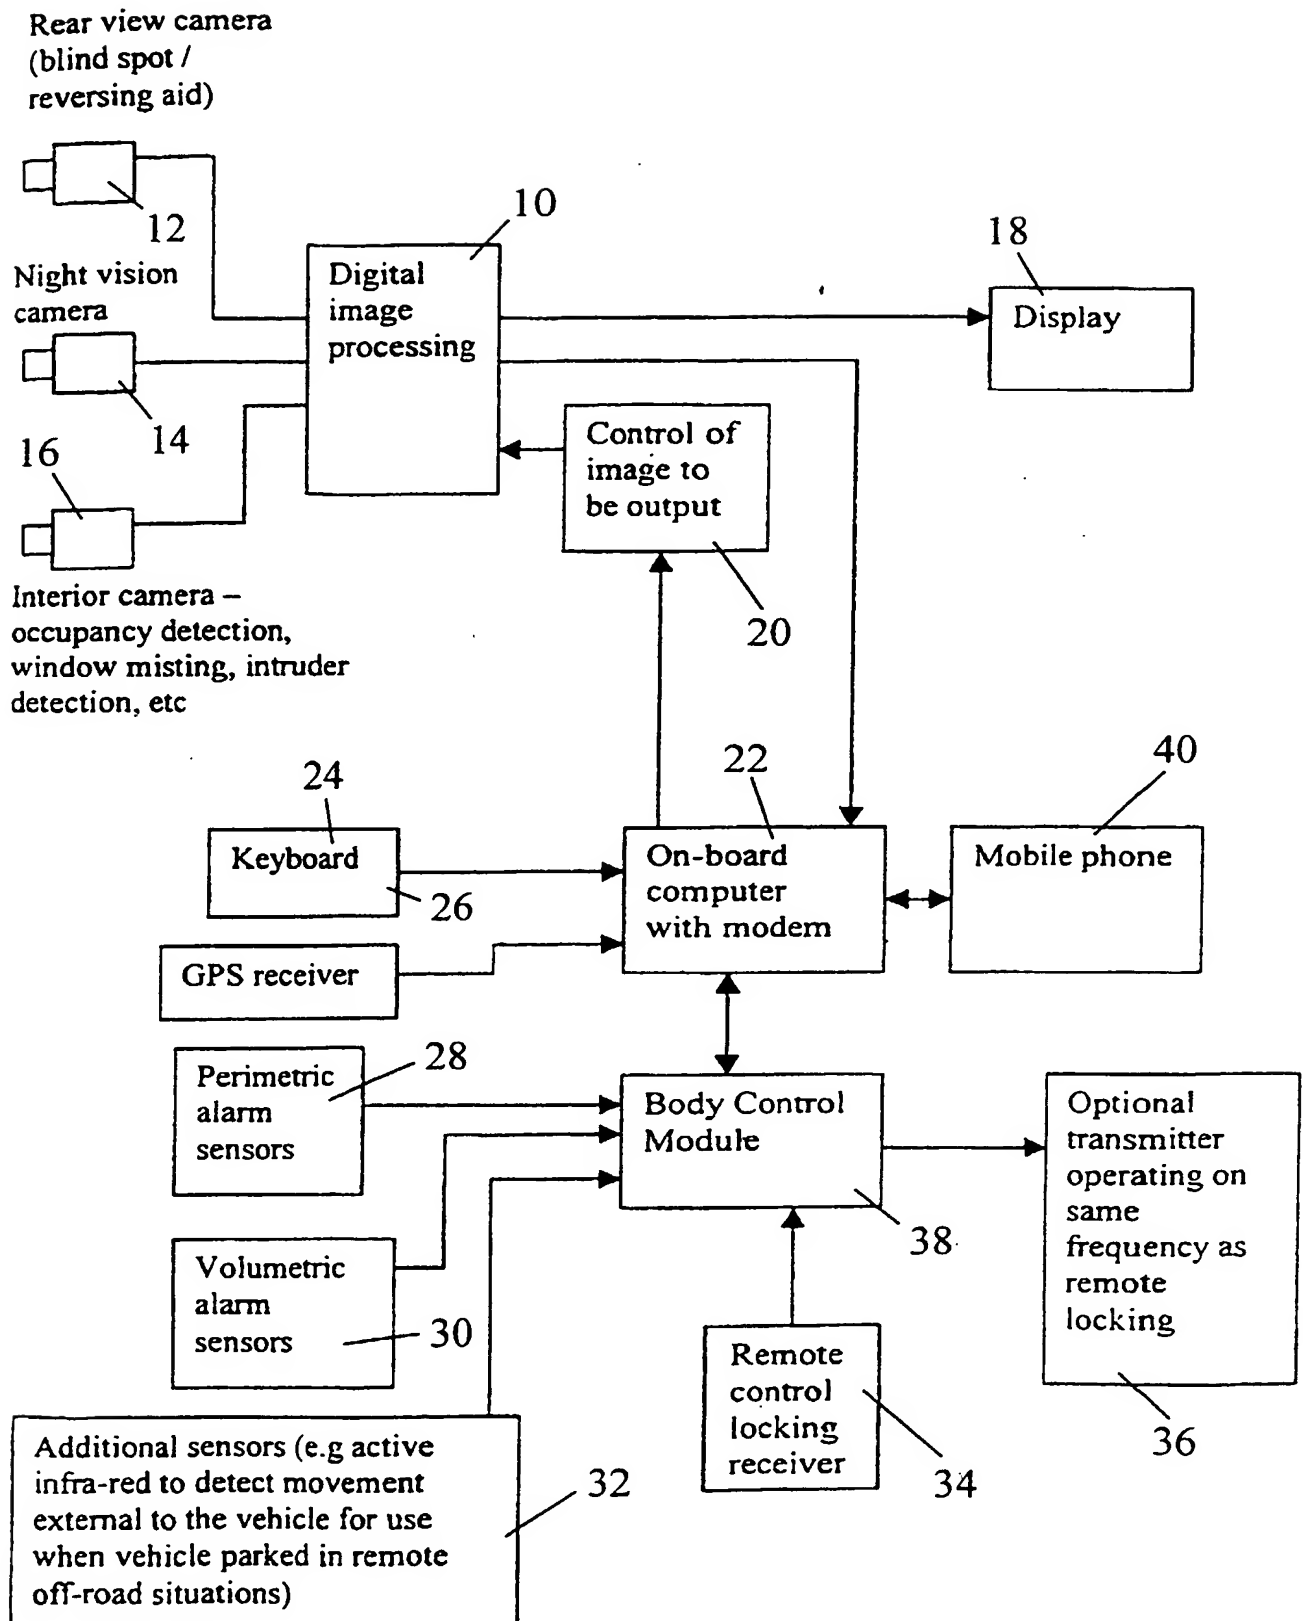 Rear view camera
(blind spot /
reversing aid)
12
10
18
Night vision
camera
14
Digital
image
processing
Display
16
Control of
image to
be output
20
Interior camera –
occupancy detection,
window misting, intruder
detection, etc
24
22
40
Keyboard
26
On-board
computer
with modem
Mobile phone
GPS receiver
28
Perimetric
alarm
sensors
Body Control
Module
38
Optional
transmitter
operating on
same
frequency as
remote
locking
36
Volumetric
alarm
sensors
30
Remote
control
locking
receiver
34
Additional sensors (e.g active
infra-red to detect movement
external to the vehicle for use
when vehicle parked in remote
off-road situations)
32